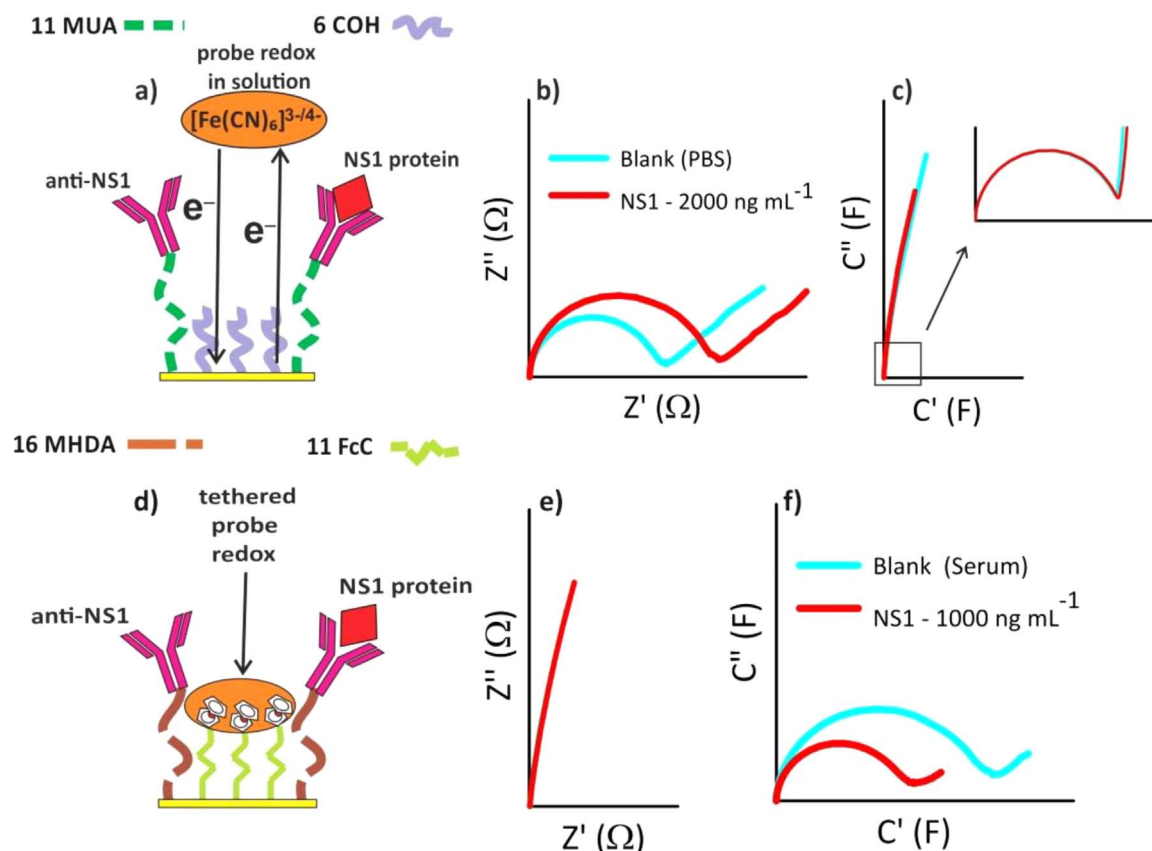 11 MUA
6 COH
a)
probe redox
in solution
[Fe(CN)₆]³⁻/⁴⁻
anti-NS1
NS1 protein
e⁻
e⁻
b)
Blank (PBS)
NS1 - 2000 ng mL⁻¹
Z'' (Ω)
Z' (Ω)
c)
C'' (F)
C' (F)
16 MHDA
11 FcC
d)
tethered
probe
redox
anti-NS1
NS1 protein
e)
Z'' (Ω)
Z' (Ω)
f)
Blank (Serum)
NS1 - 1000 ng mL⁻¹
C'' (F)
C' (F)